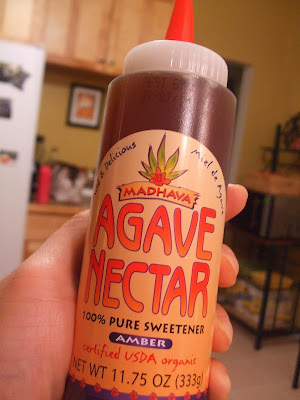 & Delicious
Miel de Agave
MADHAVA
AGAVE
NECTAR
100% PURE SWEETENER
AMBER
certified USDA organic
NET WT 11.75 OZ (333g)